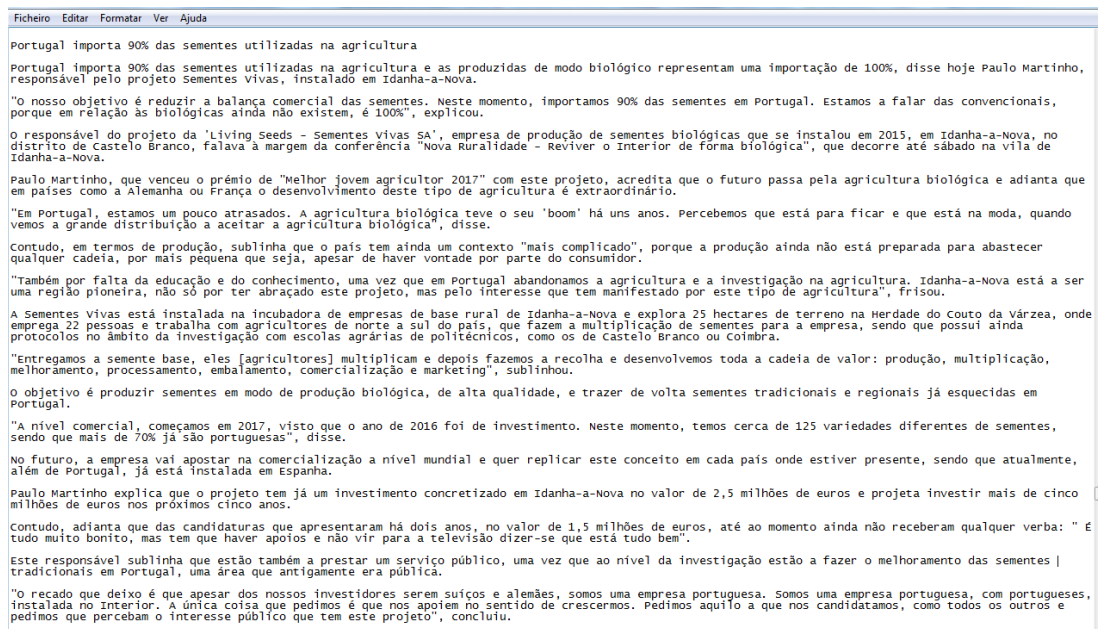 Ficheiro Editar Formatar Ver Ajuda
Portugal importa 90% das sementes utilizadas na agricultura
Portugal importa 90% das sementes utilizadas na agricultura e as produzidas de modo biológico representam uma importação de 100%, disse hoje Paulo Martinho,
responsável pelo projeto Sementes Vivas, instalado em Idanha-a-Nova.
"O nosso objetivo é reduzir a balança comercial das sementes. Neste momento, importamos 90% das sementes em Portugal. Estamos a falar das convencionais,
porque em relação às biológicas ainda não existem, é 100%", explicou.
O responsável do projeto da 'Living Seeds - Sementes Vivas SA', empresa de produção de sementes biológicas que se instalou em 2015, em Idanha-a-Nova, no
distrito de Castelo Branco, falava à margem da conferência "Nova Ruralidade - Reviver o Interior de forma biológica", que decorre até sábado na vila de
Idanha-a-Nova.
Paulo Martinho, que venceu o prémio de "Melhor jovem agricultor 2017" com este projeto, acredita que o futuro passa pela agricultura biológica e adianta que
em países como a Alemanha ou França o desenvolvimento deste tipo de agricultura é extraordinário.
"Em Portugal, estamos um pouco atrasados. A agricultura biológica teve o seu 'boom' há uns anos. Percebemos que está para ficar e que está na moda, quando
vemos a grande distribuição a aceitar a agricultura biológica", disse.
Contudo, em termos de produção, sublinha que o país tem ainda um contexto "mais complicado", porque a produção ainda não está preparada para abastecer
qualquer cadeia, por mais pequena que seja, apesar de haver vontade por parte do consumidor.
"Também por falta da educação e do conhecimento, uma vez que em Portugal abandonamos a agricultura e a investigação na agricultura. Idanha-a-Nova está a ser
uma região pioneira, não só por ter abraçado este projeto, mas pelo interesse que tem manifestado por este tipo de agricultura", frisou.
A Sementes Vivas está instalada na incubadora de empresas de base rural de Idanha-a-Nova e explora 25 hectares de terreno na Herdade do Couto da Várzea, onde
emprega 22 pessoas e trabalha com agricultores de norte a sul do país, que fazem a multiplicação de sementes para a empresa, sendo que possui ainda
protocolos no âmbito da investigação com escolas agrárias de politécnicos, como os de Castelo Branco ou Coimbra.
"Entregamos a semente base, eles [agricultores] multiplicam e depois fazemos a recolha e desenvolvemos toda a cadeia de valor: produção, multiplicação,
melhoramento, processamento, embalamento, comercialização e marketing", sublinhou.
O objetivo é produzir sementes em modo de produção biológica, de alta qualidade, e trazer de volta sementes tradicionais e regionais já esquecidas em
Portugal.
"A nível comercial, começamos em 2017, visto que o ano de 2016 foi de investimento. Neste momento, temos cerca de 125 variedades diferentes de sementes,
sendo que mais de 70% já são portuguesas", disse.
No futuro, a empresa vai apostar na comercialização a nível mundial e quer replicar este conceito em cada país onde estiver presente, sendo que atualmente,
além de Portugal, já está instalada em Espanha.
Paulo Martinho explica que o projeto tem já um investimento concretizado em Idanha-a-Nova no valor de 2,5 milhões de euros e projeta investir mais de cinco
milhões de euros nos próximos cinco anos.
Contudo, adianta que das candidaturas que apresentaram há dois anos, no valor de 1,5 milhões de euros, até ao momento ainda não receberam qualquer verba: " É
tudo muito bonito, mas tem que haver apoios e não vir para a televisão dizer-se que está tudo bem".
Este responsável sublinha que estão também a prestar um serviço público, uma vez que ao nível da investigação estão a fazer o melhoramento das sementes
tradicionais em Portugal, uma área que antigamente era pública.
"O recado que deixo é que apesar dos nossos investidores serem suíços e alemães, somos uma empresa portuguesa. Somos uma empresa portuguesa, com portugueses,
instalada no Interior. A única coisa que pedimos é que nos apoiem no sentido de crescermos. Pedimos aquilo a que nos candidatamos, como todos os outros e
pedimos que percebam o interesse público que tem este projeto", concluiu.